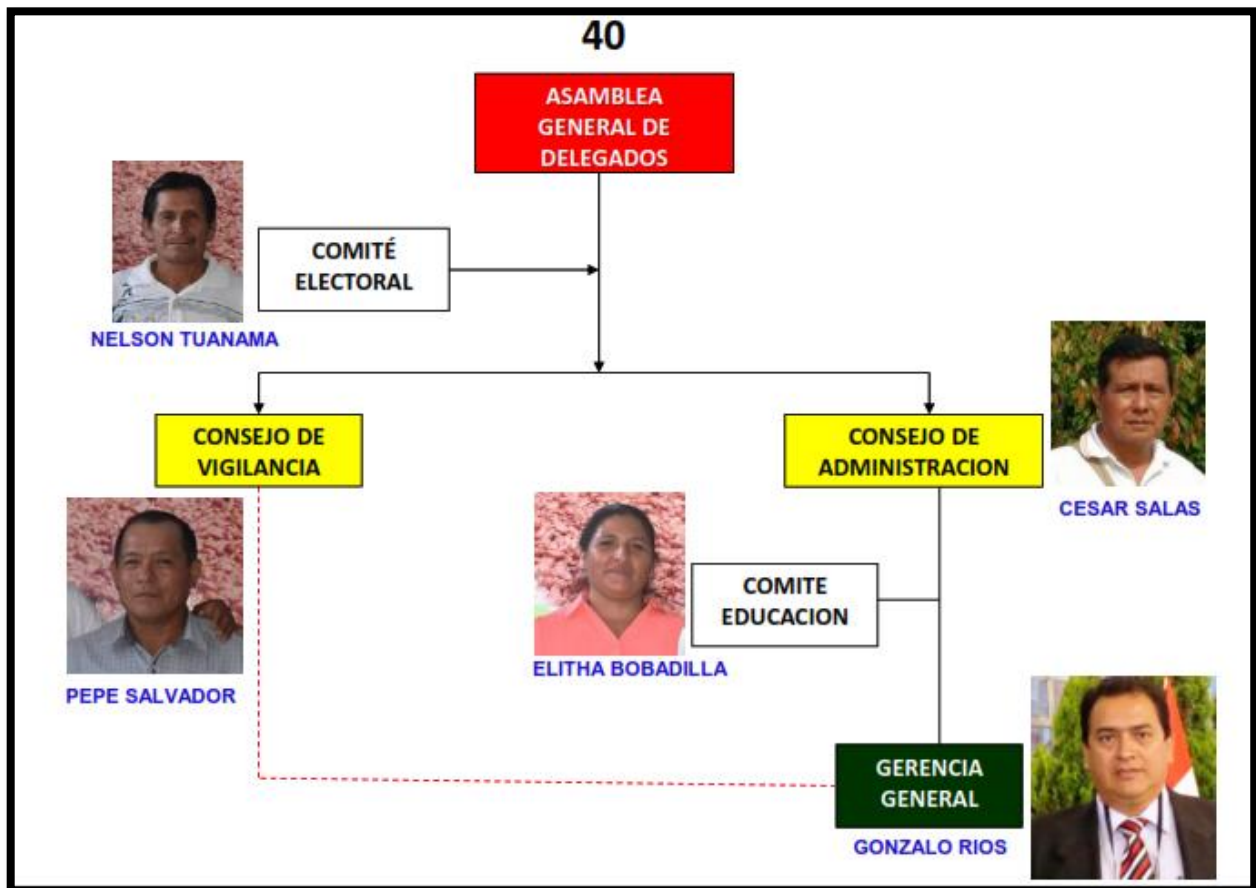 40
ASAMBLEA
GENERAL DE
DELEGADOS
COMITÉ
ELECTORAL
NELSON TUANAMA
CONSEJO DE
VIGILANCIA
CONSEJO DE
ADMINISTRACION
CESAR SALAS
PEPE SALVADOR
COMITE
EDUCACION
ELITHA BOBADILLA
GERENCIA
GENERAL
GONZALO RIOS